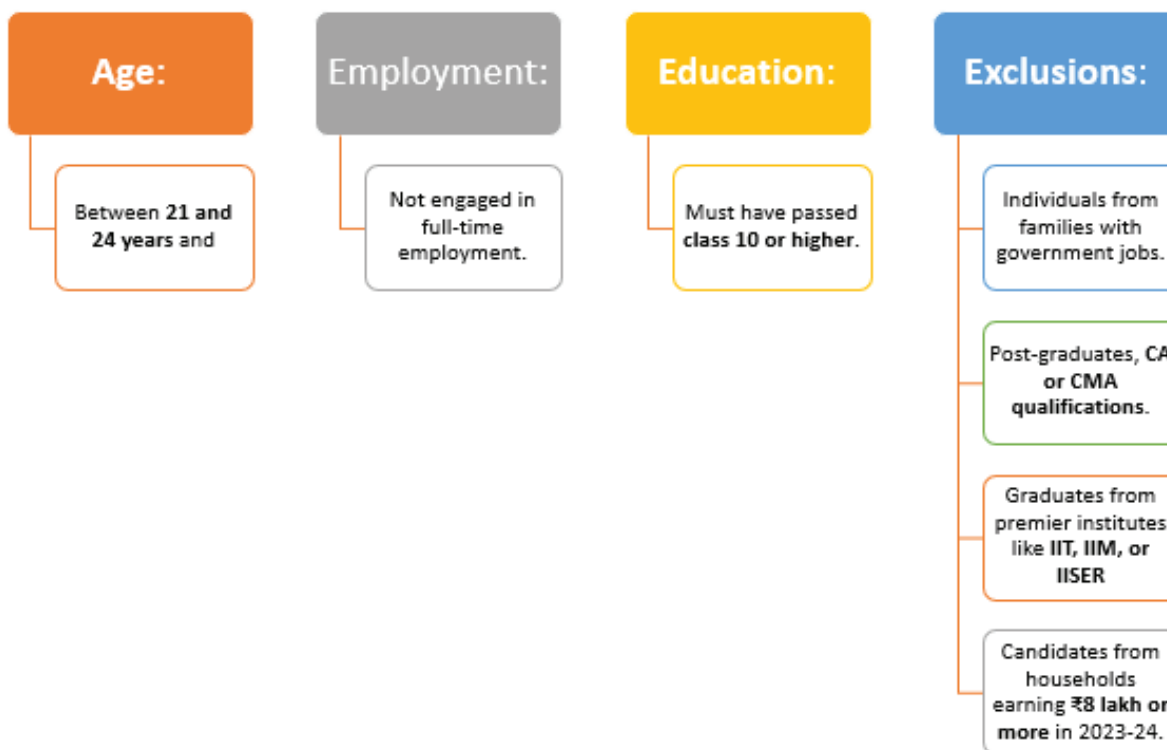 Age:
Between 21 and
24 years and
Employment:
Not engaged in
full-time
employment.
Education:
Must have passed
class 10 or higher.
Exclusions:
Individuals from
families with
government jobs.
Post-graduates, CA
or CMA
qualifications.
Graduates from
premier institutes
like IIT, IIM, or
IISER
Candidates from
households
earning ₹8 lakh or
more in 2023-24.